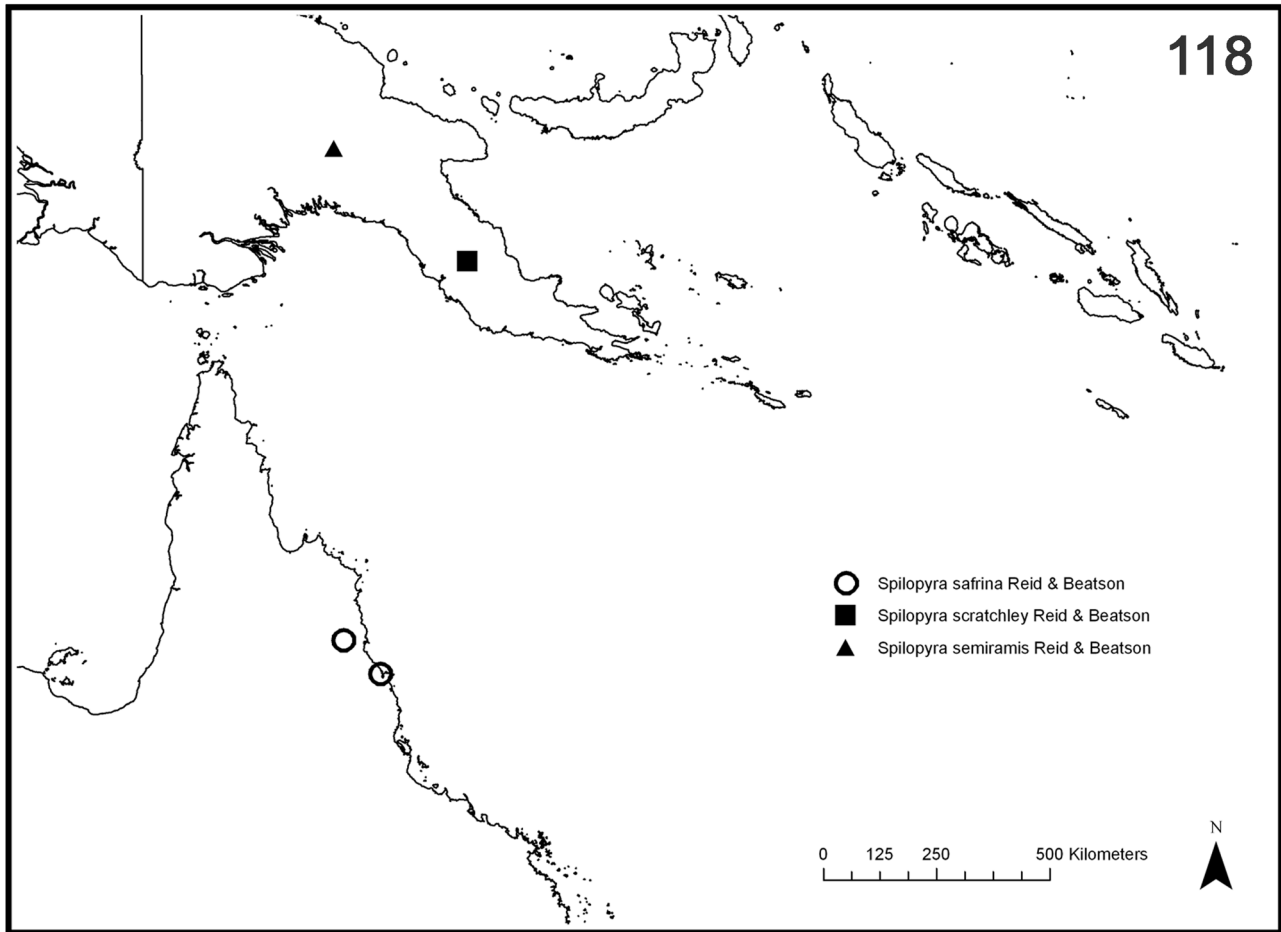 118
Spilopyra safrina Reid & Beatson
Spilopyra scratchley Reid & Beatson
Spilopyra semiramis Reid & Beatson
N
0 125 250 500 Kilometers